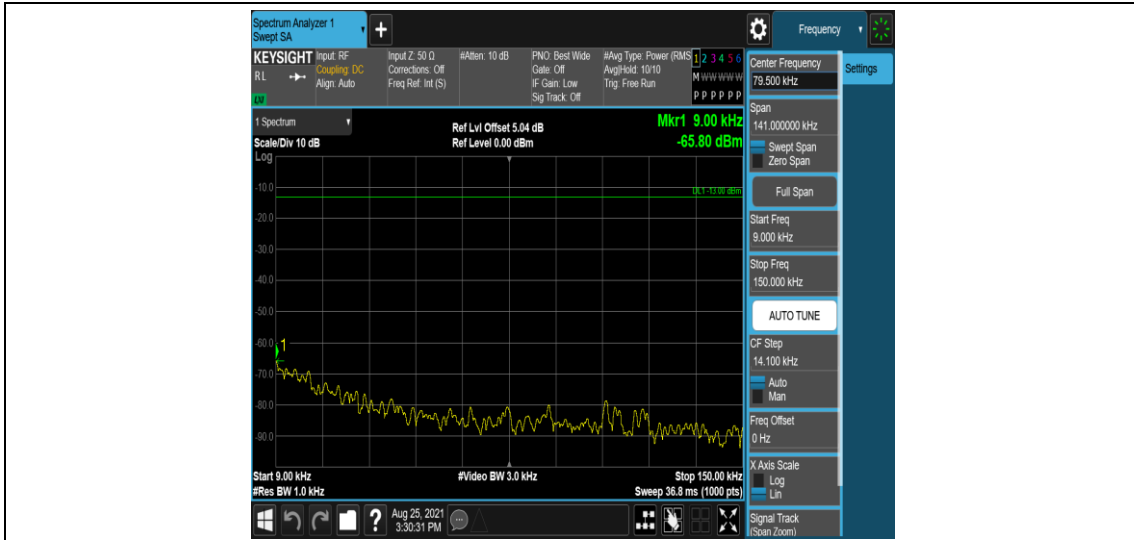 Spectrum Analyzer 1
Swept SA
Frequency
KEYSIGHT
RL
Input: RF
Coupling: DC
Align: Auto
Input Z: 50 Ω
Corrections: Off
Freq Ref: Int (S)
#Atten: 10 dB
PNO: Best Wide
Gate: Off
IF Gain: Low
Sig Track: Off
#Avg Type: Power (RMS
Avg|Hold: 10/10
Trig: Free Run
1 2 3 4 5 6
M W W W W W
P P P P P P
1 Spectrum
Scale/Div 10 dB
Log
Ref Lvl Offset 5.04 dB
Ref Level 0.00 dBm
Mkr1 9.00 kHz
-65.80 dBm
DL1 -13.00 dBm
-10.0
-20.0
-30.0
-40.0
-50.0
-60.0
1
-70.0
-80.0
-90.0
Start 9.00 kHz
#Video BW 3.0 kHz
Stop 150.00 kHz
#Res BW 1.0 kHz
Sweep 36.8 ms (1000 pts)
Center Frequency
79.500 kHz
Settings
Span
141.000000 kHz
Swept Span
Zero Span
Full Span
Start Freq
9.000 kHz
Stop Freq
150.000 kHz
AUTO TUNE
CF Step
14.100 kHz
Auto
Man
Freq Offset
0 Hz
X Axis Scale
Log
Lin
Signal Track
(Span Zoom)
?
Aug 25, 2021
3:30:31 PM